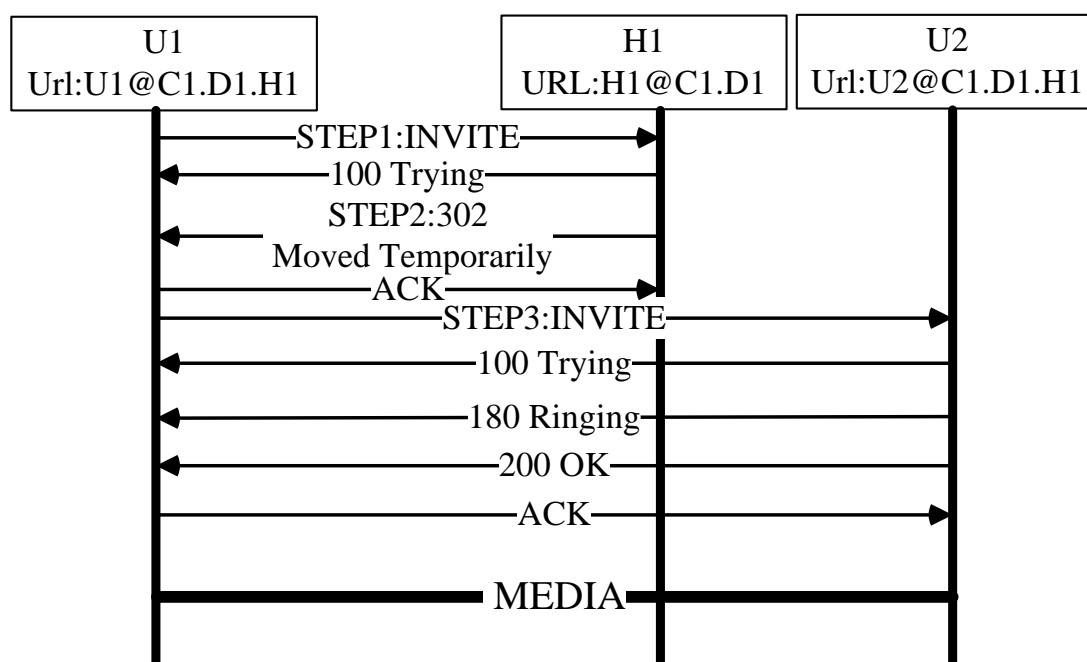 U1
Url:U1@C1.D1.H1
H1
URL:H1@C1.D1
U2
Url:U2@C1.D1.H1
STEP1:INVITE
100 Trying
STEP2:302
Moved Temporarily
ACK
STEP3:INVITE
100 Trying
180 Ringing
200 OK
ACK
MEDIA